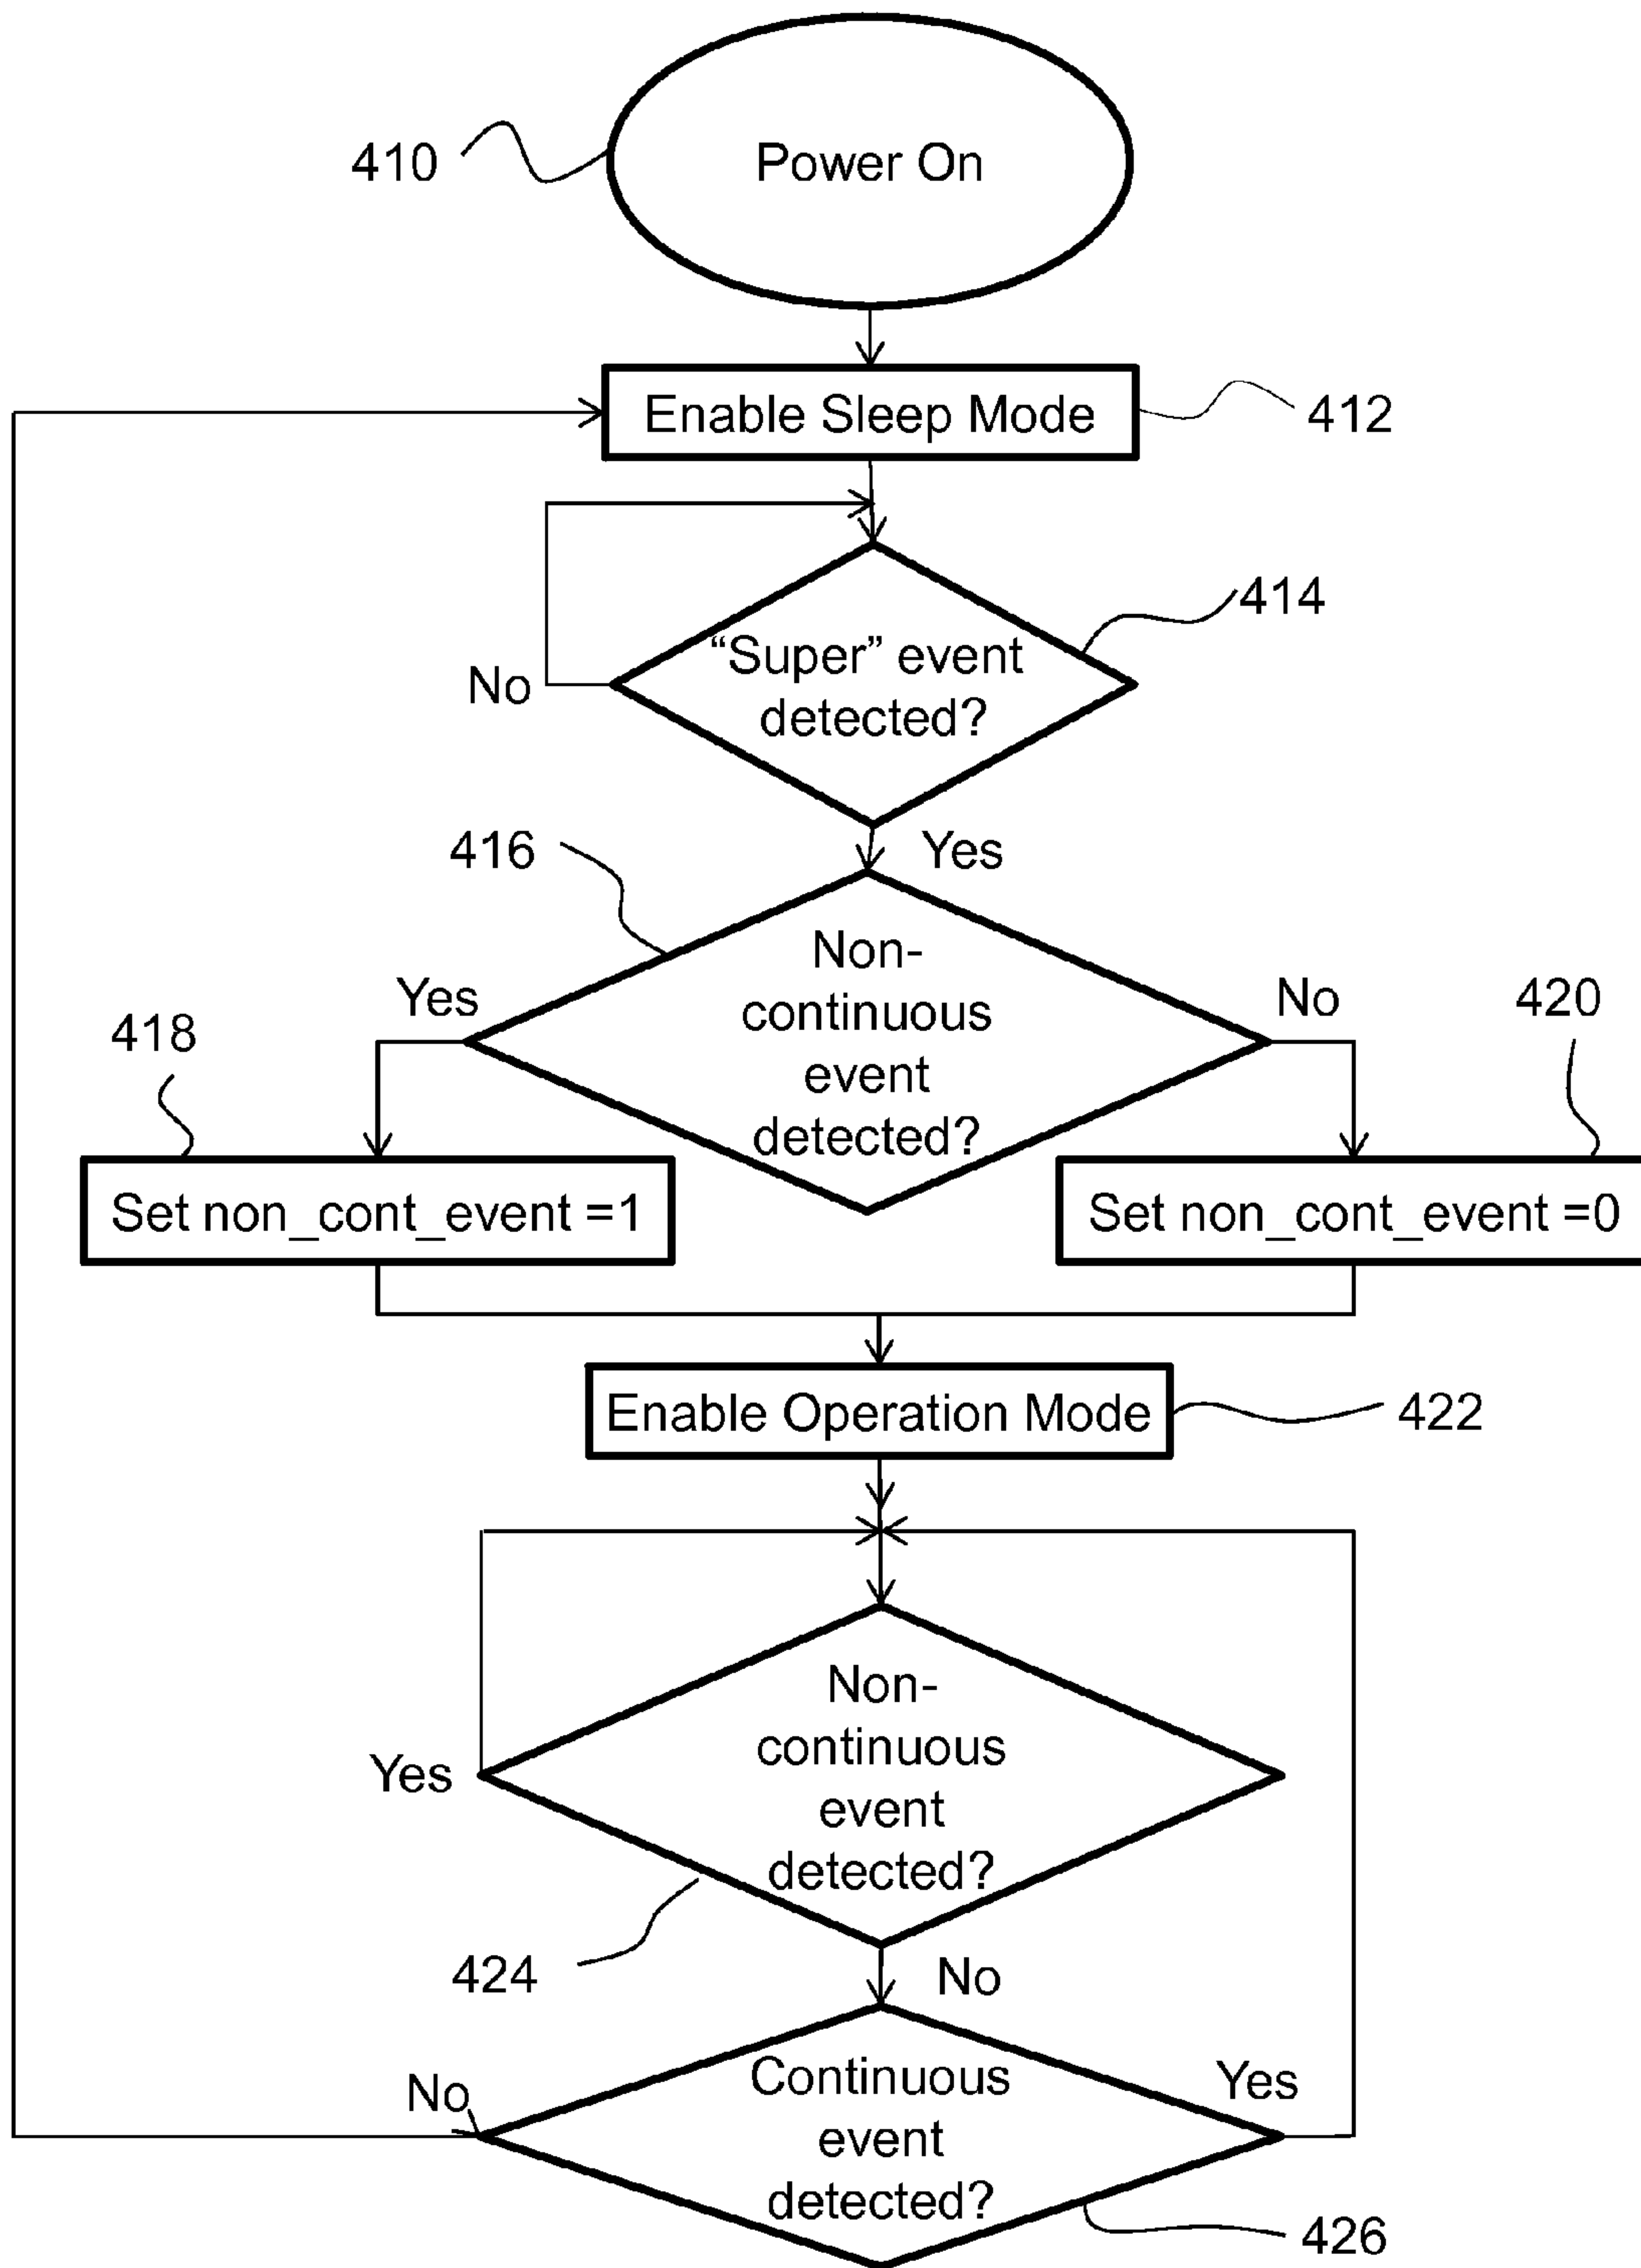 410
Power On
Enable Sleep Mode
412
414
“Super” event
detected?
No
416
Yes
Non-
continuous
event
detected?
Yes
No
418
420
Set non_cont_event =1
Set non_cont_event =0
Enable Operation Mode
422
Non-
continuous
event
detected?
Yes
424
No
Continuous
event
detected?
No
Yes
426